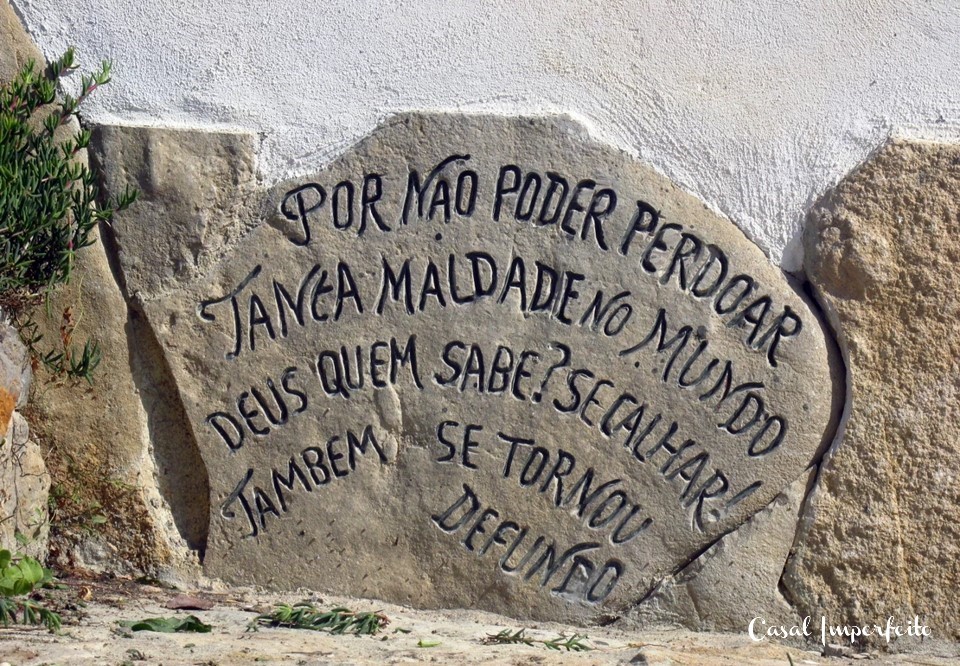 POR NÃO PODER PERDOAR
TANTA MALDADE NO MUNDO
DEUS QUEM SABE? SE CALHAR!
TAMBEM SE TORNOU
DEFUNTO
Casal Imperfeito